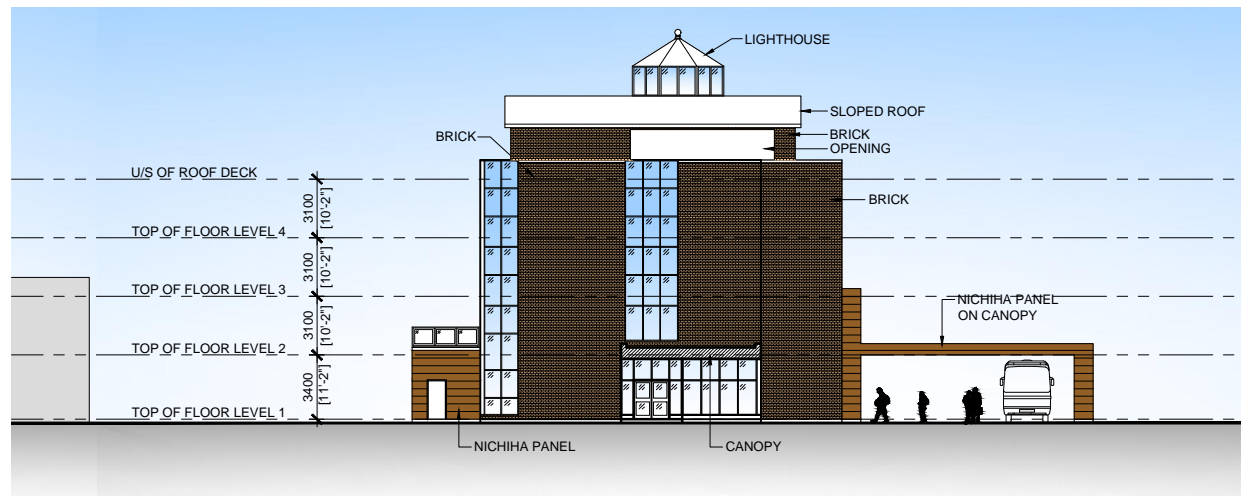 LIGHTHOUSE
SLOPED ROOF
BRICK
BRICK
OPENING
U/S OF ROOF DECK
BRICK
3100
[10'-2"]
TOP OF FLOOR LEVEL 4
3100
[10'-2"]
TOP OF FLOOR LEVEL 3
NICHIHA PANEL
ON CANOPY
3100
[10'-2"]
TOP OF FLOOR LEVEL 2
3400
[11'-2"]
TOP OF FLOOR LEVEL 1
NICHIHA PANEL
CANOPY